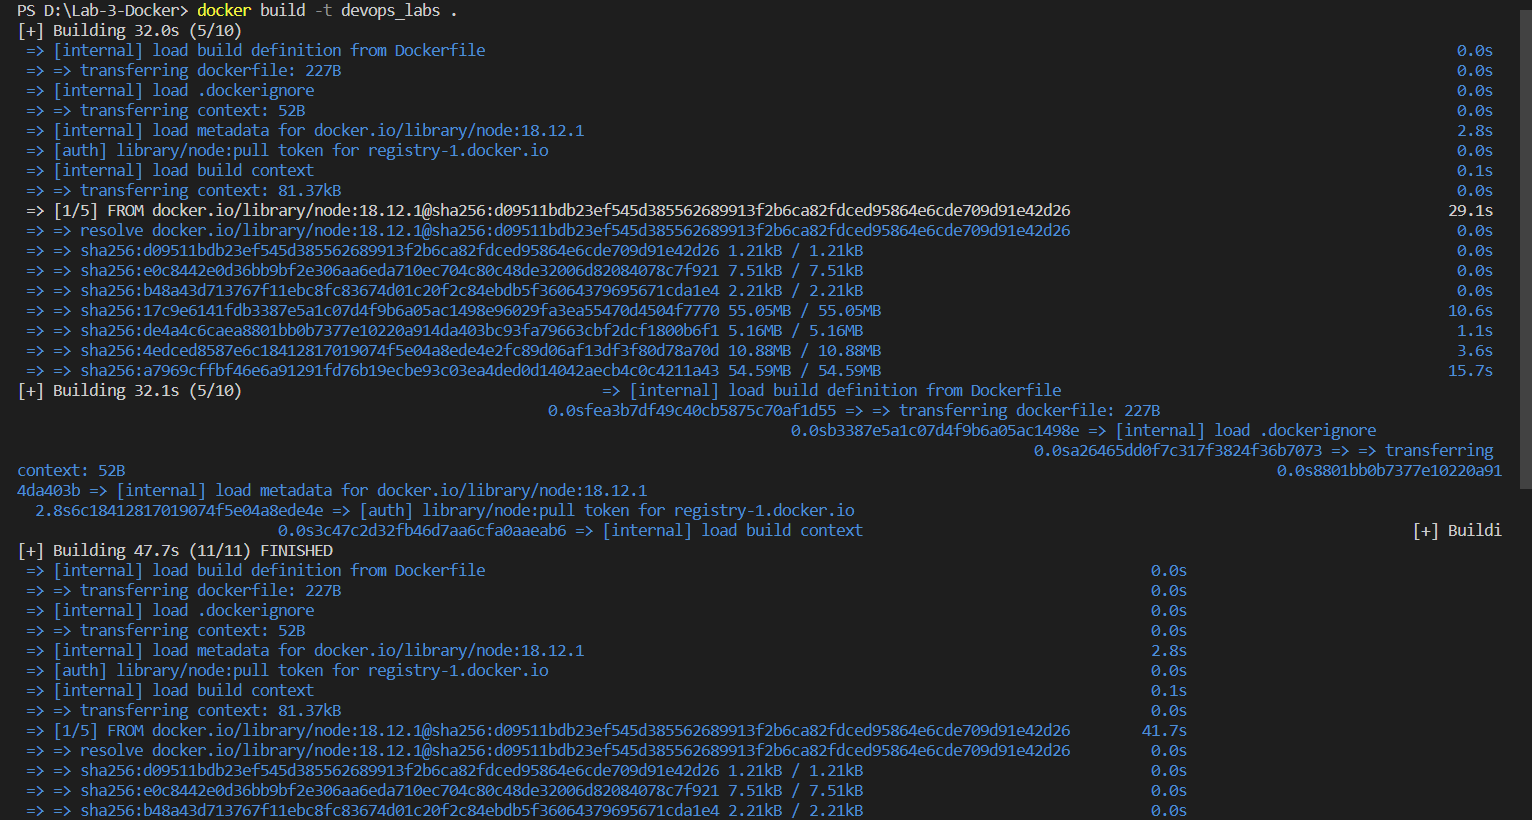 PS D:\Lab-3-Docker> docker build -t devops_labs .
[+] Building 32.0s (5/10)
=> [internal] load build definition from Dockerfile 0.0s
=> => transferring dockerfile: 227B 0.0s
=> [internal] load .dockerignore 0.0s
=> => transferring context: 52B 0.0s
=> [internal] load metadata for docker.io/library/node:18.12.1 2.8s
=> [auth] library/node:pull token for registry-1.docker.io 0.0s
=> [internal] load build context 0.1s
=> => transferring context: 81.37kB 0.0s
=> [1/5] FROM docker.io/library/node:18.12.1@sha256:d09511bdb23ef545d385562689913f2b6ca82fdced95864e6cde709d91e42d26 29.1s
=> => resolve docker.io/library/node:18.12.1@sha256:d09511bdb23ef545d385562689913f2b6ca82fdced95864e6cde709d91e42d26 0.0s
=> => sha256:d09511bdb23ef545d385562689913f2b6ca82fdced95864e6cde709d91e42d26 1.21kB / 1.21kB 0.0s
=> => sha256:e0c8442e0d36bb9bf2e306aa6eda710ec704c80c48de32006d82084078c7f921 7.51kB / 7.51kB 0.0s
=> => sha256:b48a43d713767f11ebc8fc83674d01c20f2c84ebdb5f36064379695671cda1e4 2.21kB / 2.21kB 0.0s
=> => sha256:17c9e6141fdb3387e5a1c07d4f9b6a05ac1498e96029fa3ea55470d4504f7770 55.05MB / 55.05MB 10.6s
=> => sha256:de4a4c6caea8801bb0b7377e10220a914da403bc93fa79663cbf2dcf1800b6f1 5.16MB / 5.16MB 1.1s
=> => sha256:4edced8587e6c18412817019074f5e04a8ede4e2fc89d06af13df3f80d78a70d 10.88MB / 10.88MB 3.6s
=> => sha256:a7969cffbf46e6a91291fd76b19ecbe93c03ea4ded0d14042aecb4c0c4211a43 54.59MB / 54.59MB 15.7s
[+] Building 32.1s (5/10) => [internal] load build definition from Dockerfile
0.0sfea3b7df49c40cb5875c70af1d55 => => transferring dockerfile: 227B
0.0sb3387e5a1c07d4f9b6a05ac1498e => [internal] load .dockerignore
0.0sa26465dd0f7c317f3824f36b7073 => => transferring
context: 52B 0.0s8801bb0b7377e10220a91
4da403b => [internal] load metadata for docker.io/library/node:18.12.1
2.8s6c18412817019074f5e04a8ede4e => [auth] library/node:pull token for registry-1.docker.io
0.0s3c47c2d32fb46d7aa6cfa0aaeab6 => [internal] load build context [+] Buildi
[+] Building 47.7s (11/11) FINISHED
=> [internal] load build definition from Dockerfile 0.0s
=> => transferring dockerfile: 227B 0.0s
=> [internal] load .dockerignore 0.0s
=> => transferring context: 52B 0.0s
=> [internal] load metadata for docker.io/library/node:18.12.1 2.8s
=> [auth] library/node:pull token for registry-1.docker.io 0.0s
=> [internal] load build context 0.1s
=> => transferring context: 81.37kB 0.0s
=> [1/5] FROM docker.io/library/node:18.12.1@sha256:d09511bdb23ef545d385562689913f2b6ca82fdced95864e6cde709d91e42d26 41.7s
=> => resolve docker.io/library/node:18.12.1@sha256:d09511bdb23ef545d385562689913f2b6ca82fdced95864e6cde709d91e42d26 0.0s
=> => sha256:d09511bdb23ef545d385562689913f2b6ca82fdced95864e6cde709d91e42d26 1.21kB / 1.21kB 0.0s
=> => sha256:e0c8442e0d36bb9bf2e306aa6eda710ec704c80c48de32006d82084078c7f921 7.51kB / 7.51kB 0.0s
=> => sha256:b48a43d713767f11ebc8fc83674d01c20f2c84ebdb5f36064379695671cda1e4 2.21kB / 2.21kB 0.0s